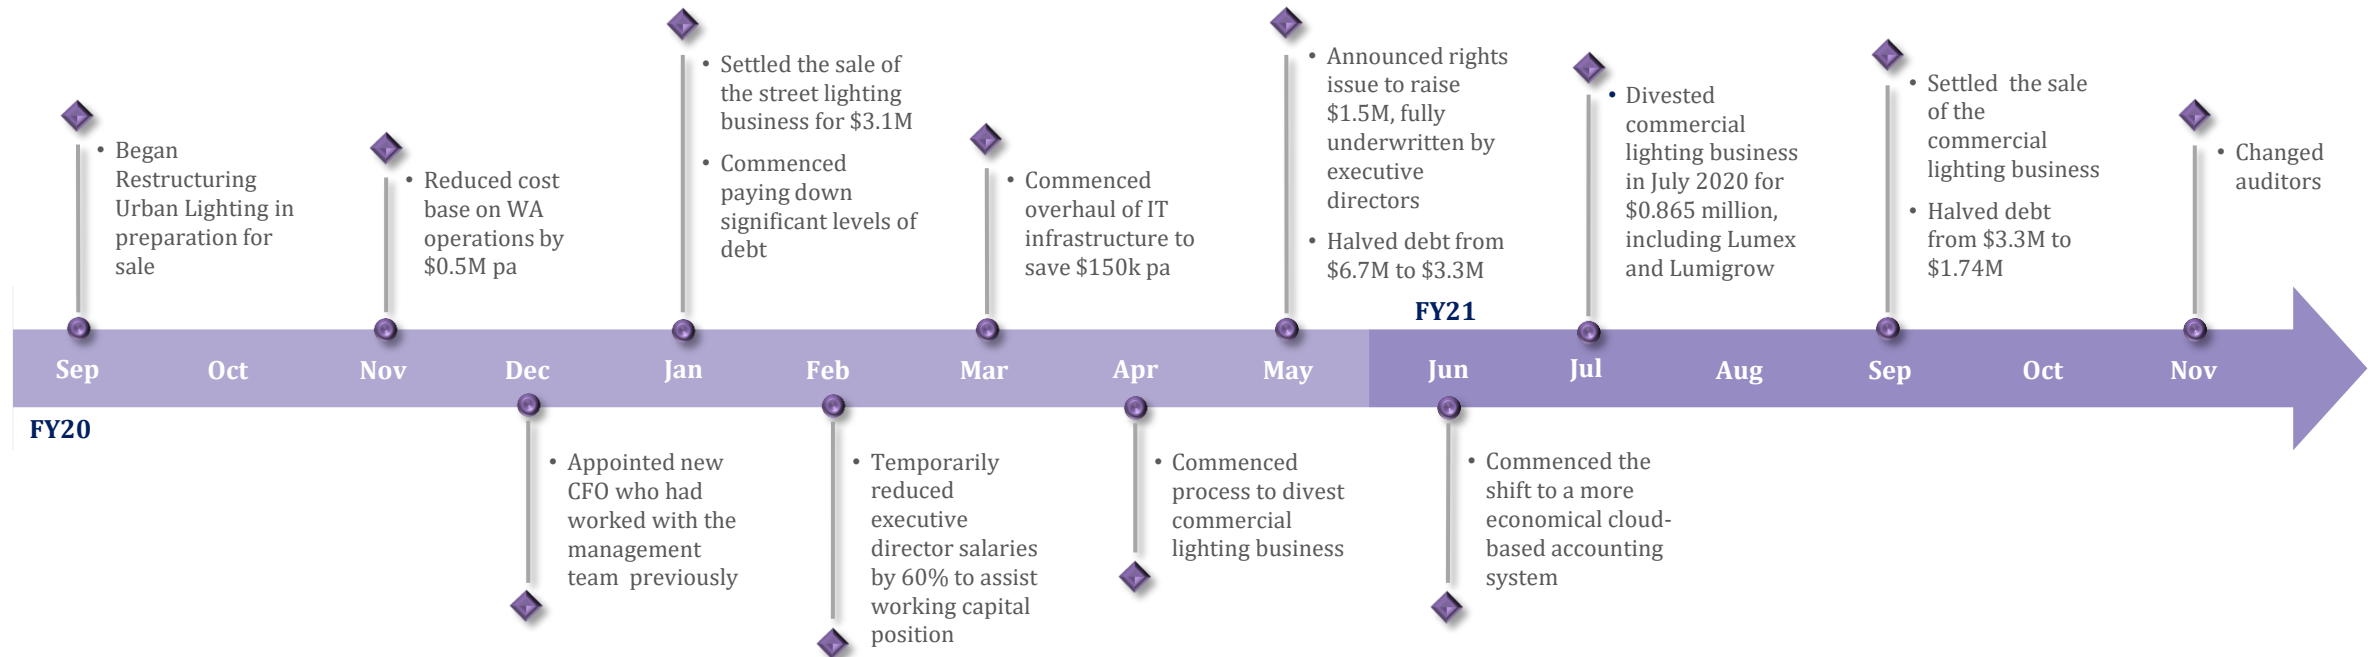 • Began
Restructuring
Urban Lighting in
preparation for
sale
• Reduced cost
base on WA
operations by
$0.5M pa
• Settled the sale of
the street lighting
business for $3.1M
• Commenced
paying down
significant levels of
debt
• Commenced
overhaul of IT
infrastructure to
save $150k pa
• Announced rights
issue to raise
$1.5M, fully
underwritten by
executive
directors
• Halved debt from
$6.7M to $3.3M
• Divested
commercial
lighting business
in July 2020 for
$0.865 million,
including Lumex
and Lumigrow
• Settled the sale
of the
commercial
lighting business
• Halved debt
from $3.3M to
$1.74M
• Changed
auditors
FY21
Sep Oct Nov Dec Jan Feb Mar Apr May Jun Jul Aug Sep Oct Nov
FY20
• Appointed new
CFO who had
worked with the
management
team previously
• Temporarily
reduced
executive
director salaries
by 60% to assist
working capital
position
• Commenced
process to divest
commercial
lighting business
• Commenced the
shift to a more
economical cloud-
based accounting
system